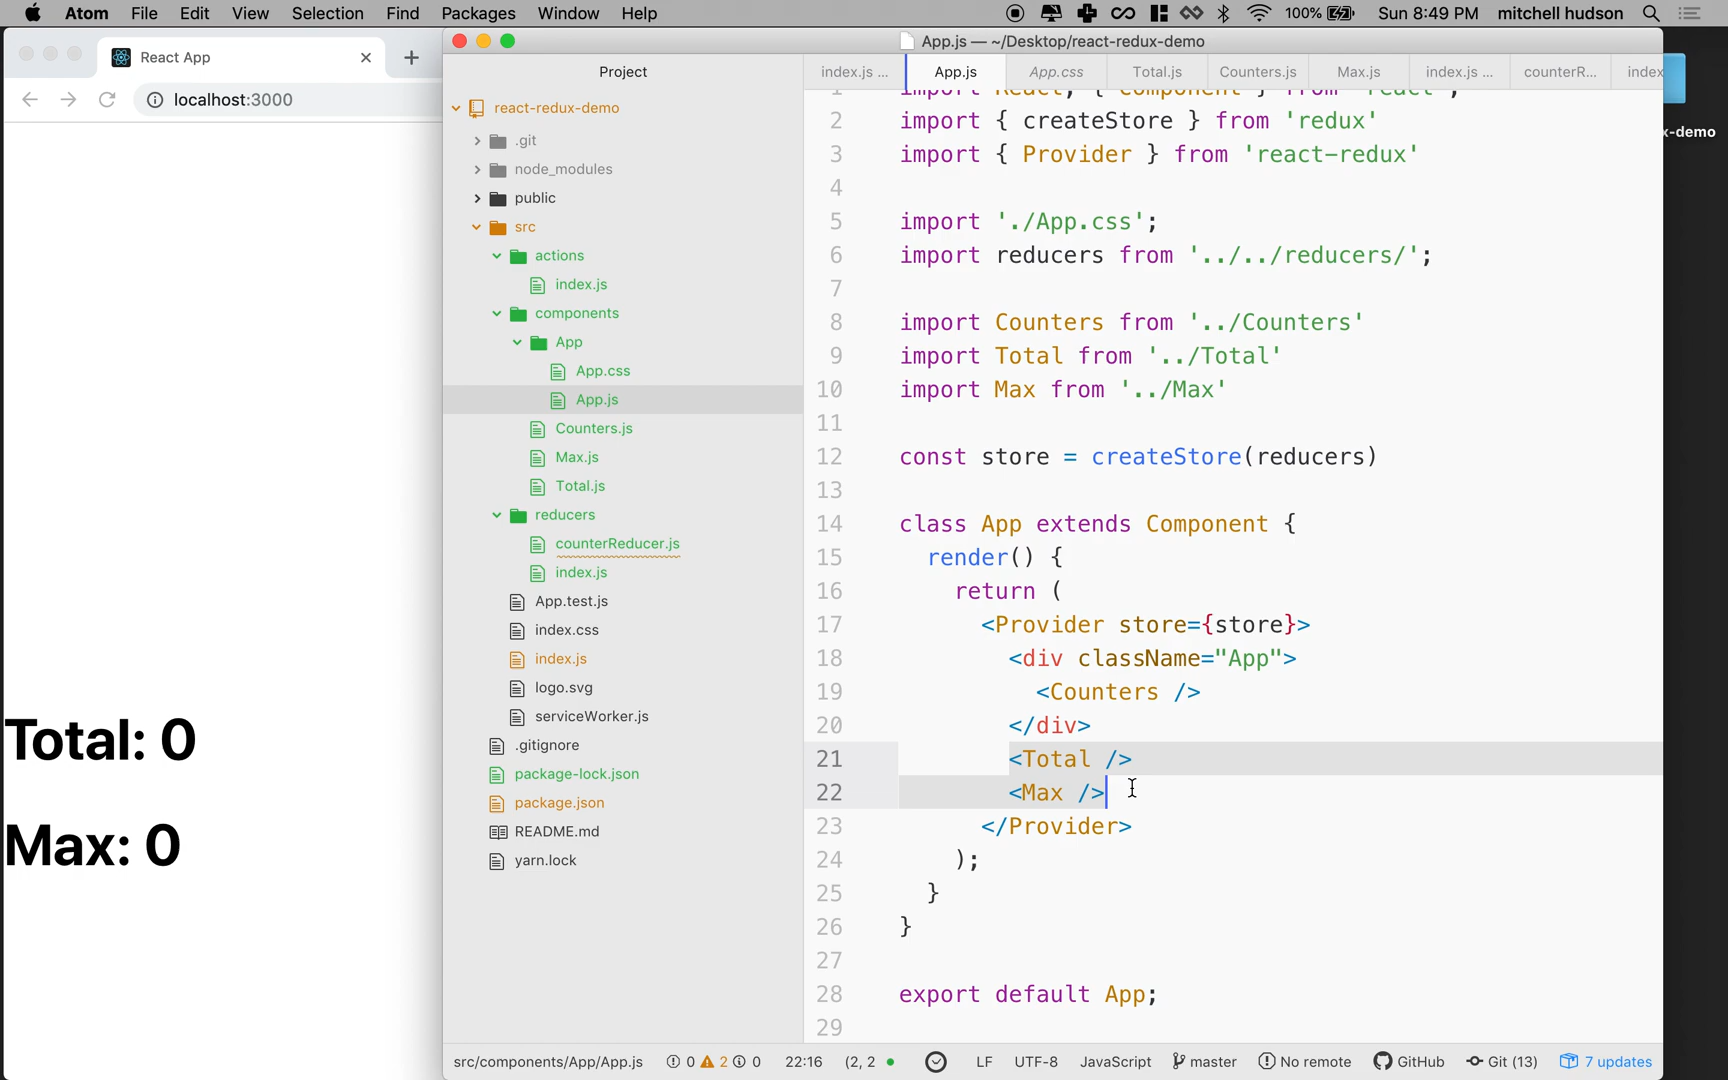 Atom File Edit View Selection Find Packages Window Help 100% Sun 8:49 PM mitchell hudson
React App
localhost:3000
Total: 0
Max: 0
App.js — ~/Desktop/react-redux-demo
Project
react-redux-demo
.git
node_modules
public
src
actions
index.js
components
App
App.css
App.js
Counters.js
Max.js
Total.js
reducers
counterReducer.js
index.js
App.test.js
index.css
index.js
logo.svg
serviceWorker.js
.gitignore
package-lock.json
package.json
README.md
yarn.lock
index.js ... App.js App.css Total.js Counters.js Max.js index.js ... counterR... index
1 import React, { Component } from 'react';
2 import { createStore } from 'redux'
3 import { Provider } from 'react-redux'
4
5 import './App.css';
6 import reducers from '../../reducers/';
7
8 import Counters from '../Counters'
9 import Total from '../Total'
10 import Max from '../Max'
11
12 const store = createStore(reducers)
13
14 class App extends Component {
15 render() {
16 return (
17 <Provider store={store}>
18 <div className="App">
19 <Counters />
20 </div>
21 <Total />
22 <Max />
23 </Provider>
24 );
25 }
26 }
27
28 export default App;
29
x-demo
src/components/App/App.js 0 2 0 22:16 (2, 2 LF UTF-8 JavaScript master No remote GitHub Git (13) 7 updates